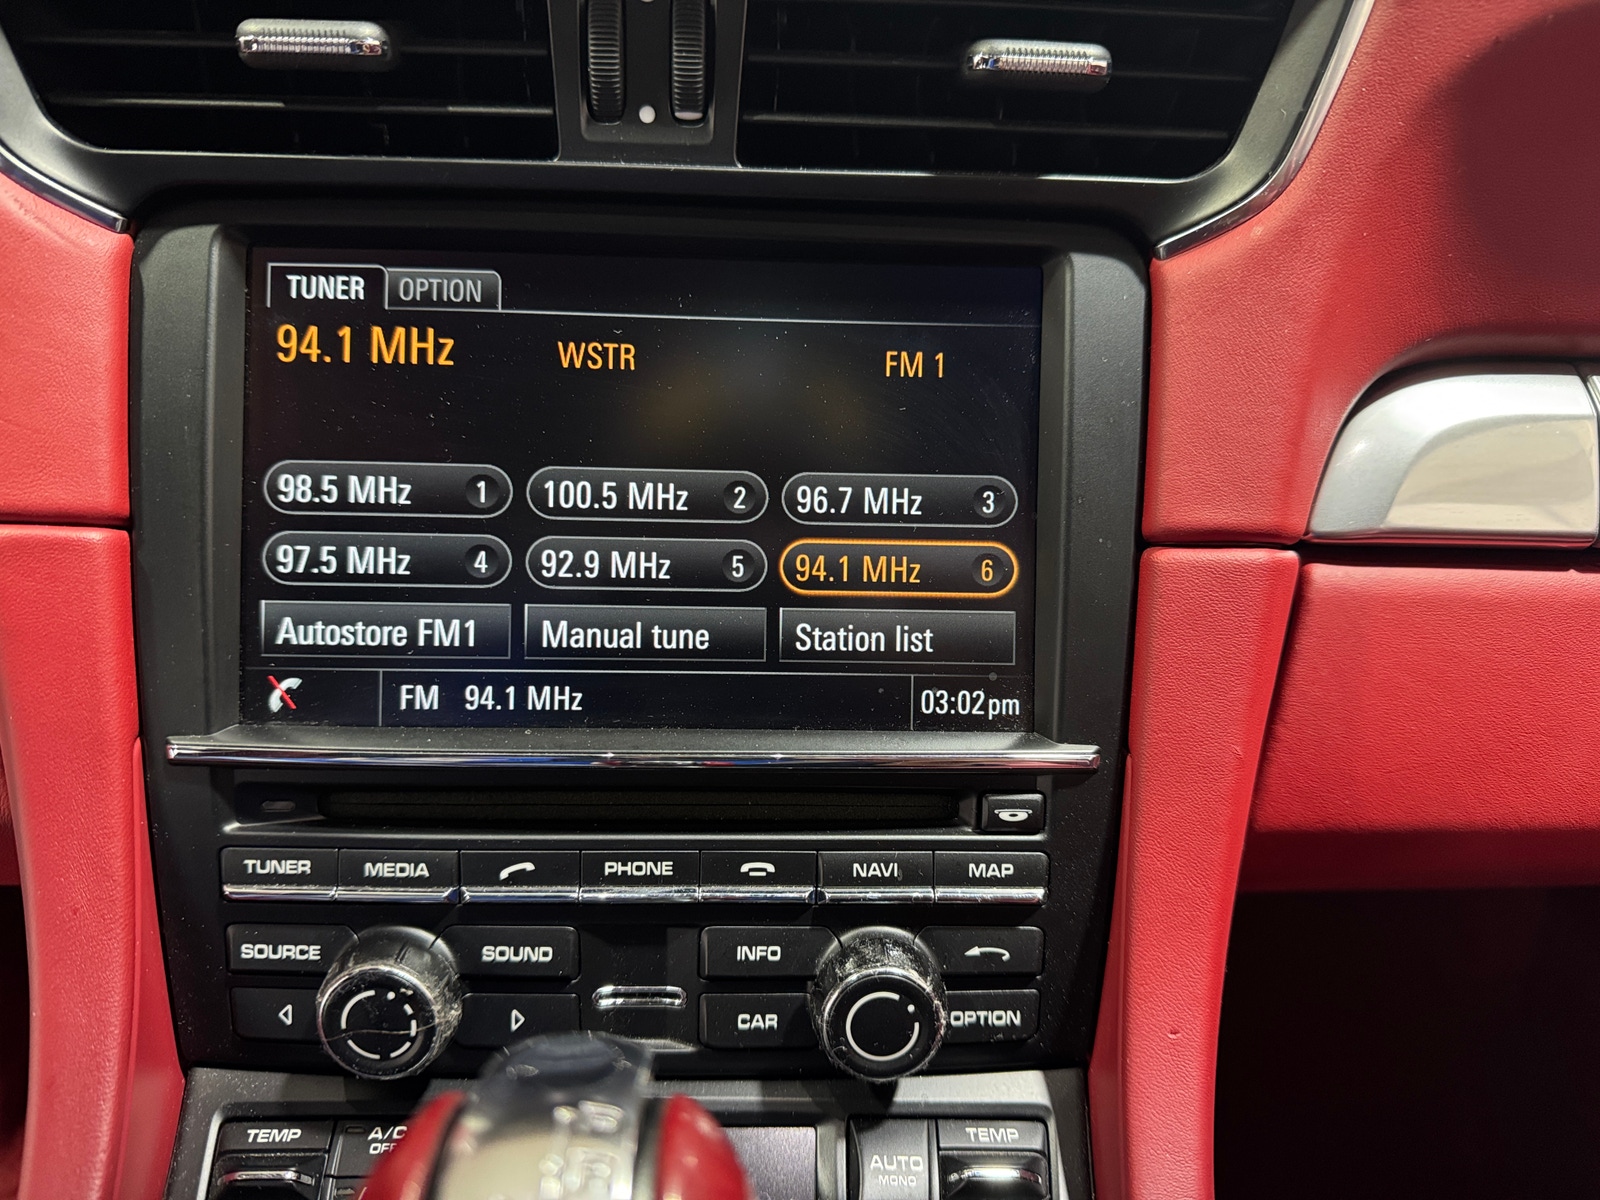 TUNER OPTION
94.1 MHz WSTR FM 1
98.5 MHz 1 100.5 MHz 2 96.7 MHz 3
97.5 MHz 4 92.9 MHz 5 94.1 MHz 6
Autostore FM1 Manual tune Station list
FM 94.1 MHz 03:02pm
TUNER MEDIA PHONE NAVI MAP
SOURCE SOUND INFO
CAR OPTION
TEMP A/C AUTO TEMP
OFF MONO